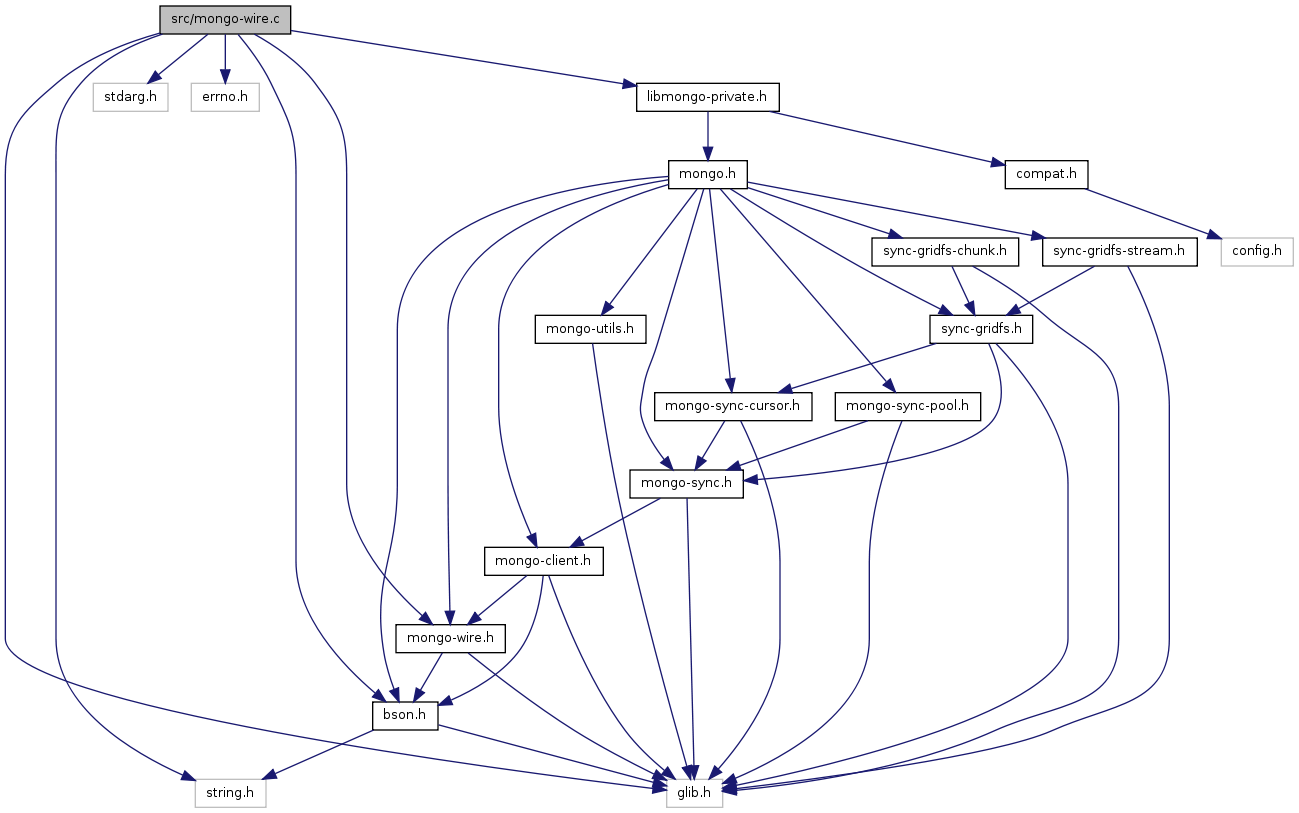 src/mongo-wire.c
stdarg.h
errno.h
libmongo-private.h
mongo.h
compat.h
sync-gridfs-chunk.h
sync-gridfs-stream.h
config.h
mongo-utils.h
sync-gridfs.h
mongo-sync-cursor.h
mongo-sync-pool.h
mongo-sync.h
mongo-client.h
mongo-wire.h
bson.h
string.h
glib.h